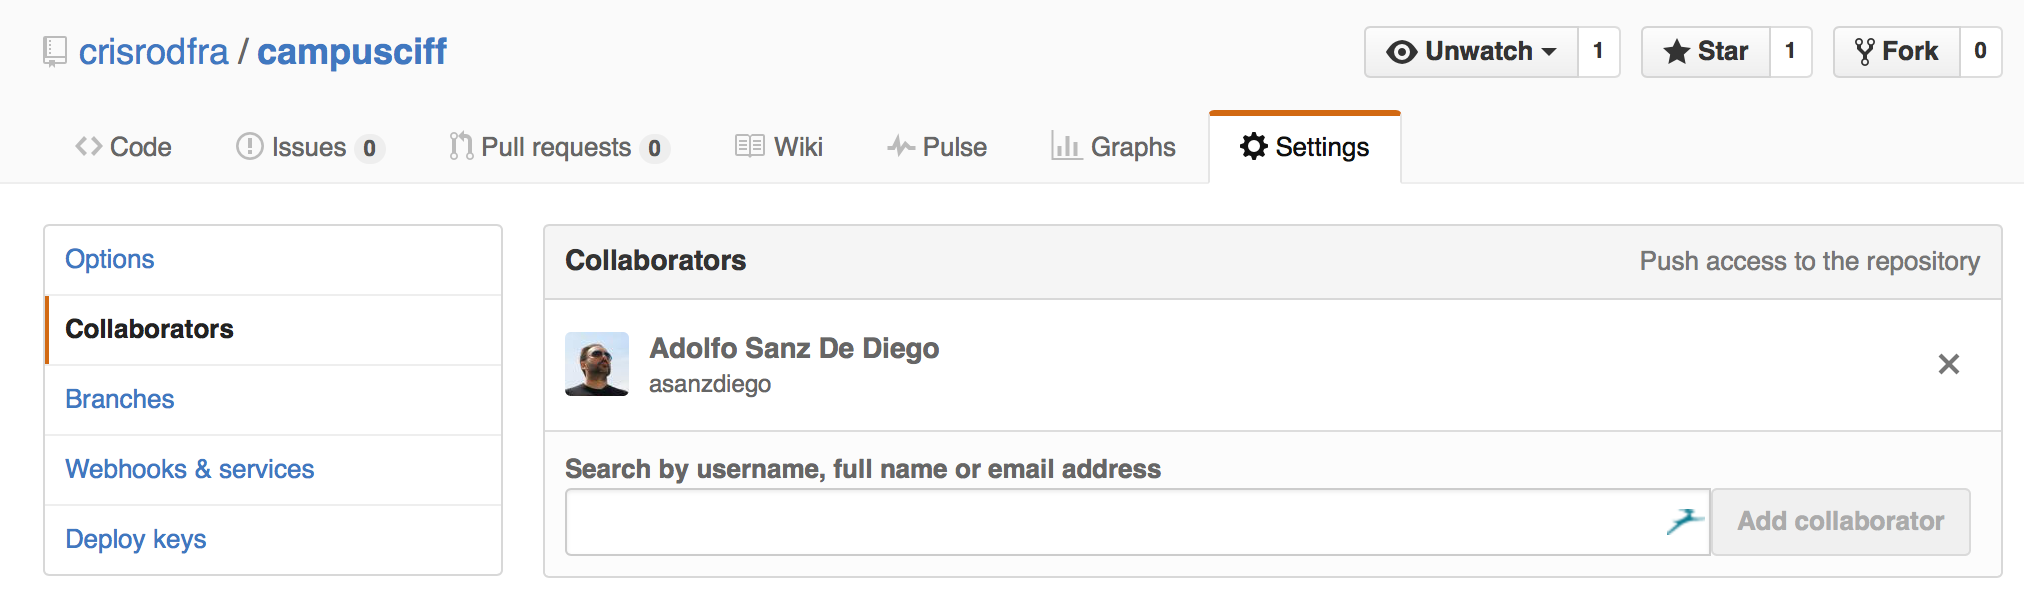 crisrodfra / campusciff
Unwatch 1 Star 1 Fork 0
Code Issues 0 Pull requests 0 Wiki Pulse Graphs Settings
Options
Collaborators
Branches
Webhooks & services
Deploy keys
Collaborators Push access to the repository
Adolfo Sanz De Diego
asanzdiego
Search by username, full name or email address
Add collaborator